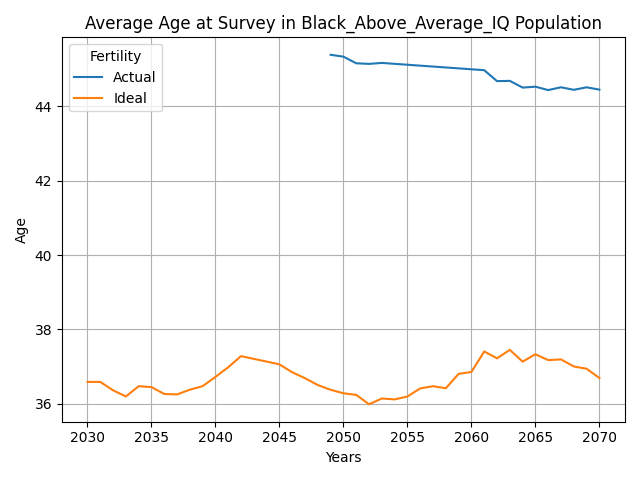 Average Age at Survey in Black_Above_Average_IQ Population
Fertility
Actual
Ideal
44
42
40
38
36
Age
2030 2035 2040 2045 2050 2055 2060 2065 2070
Years